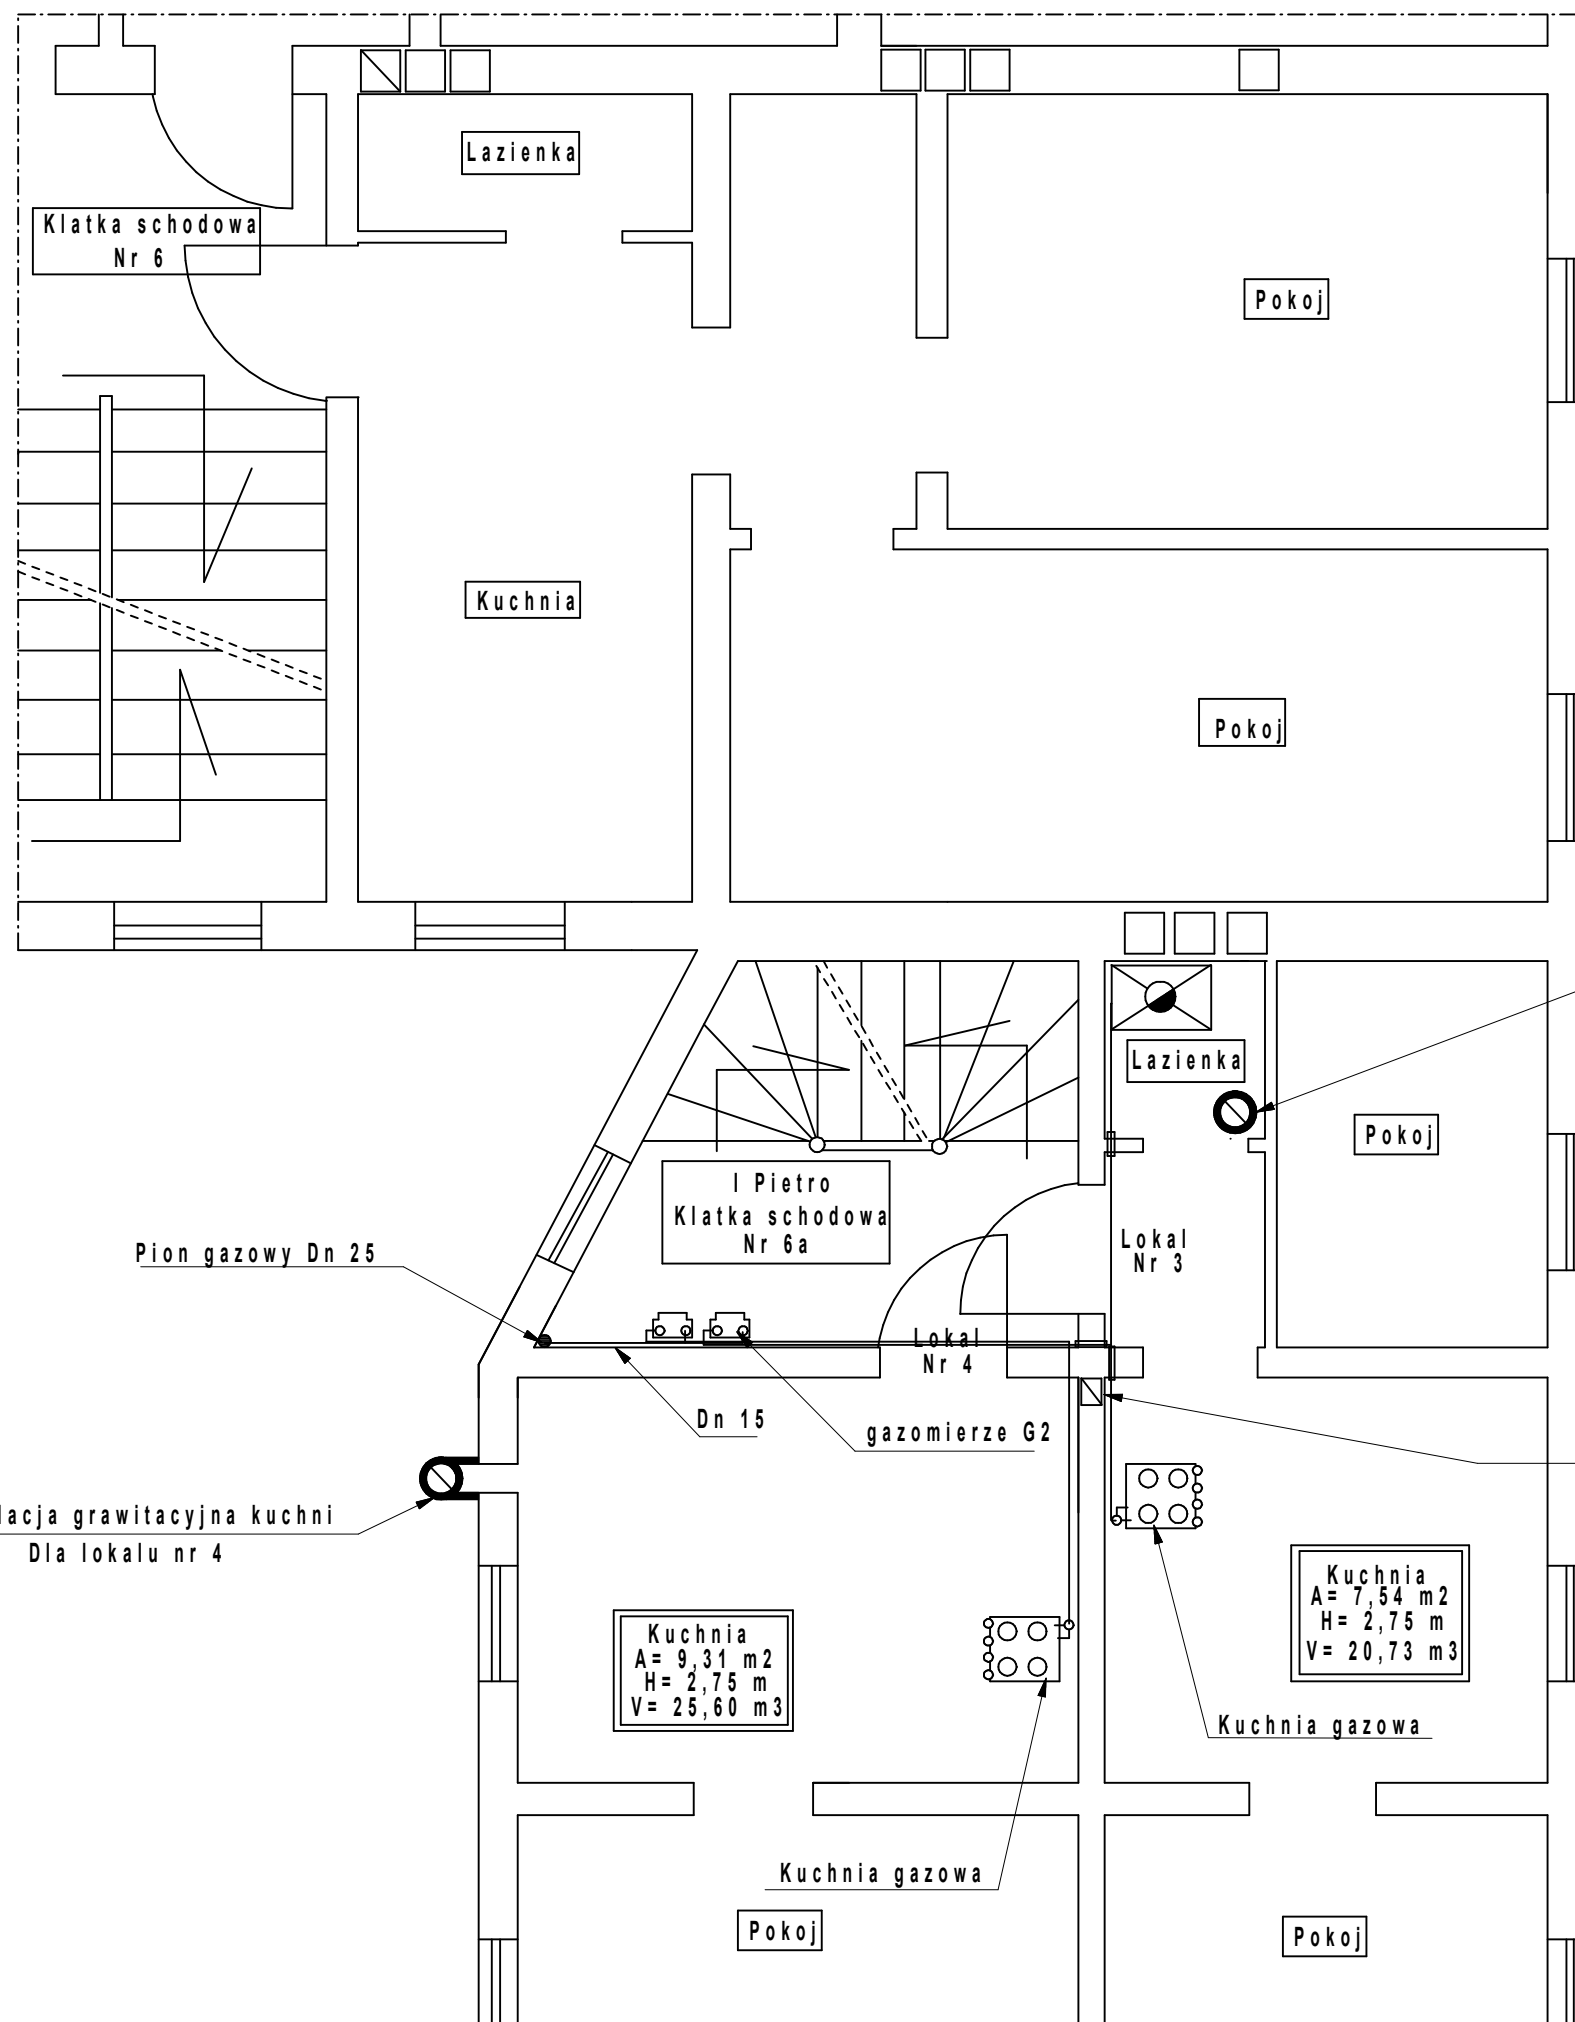 Lazienka
Klatka schodowa
Nr 6
Pokoj
Kuchnia
Pokoj
Lazienka
Pokoj
I Pietro
Klatka schodowa
Nr 6a
Lokal
Nr 3
Pion gazowy Dn 25
Lokal
Nr 4
Dn 15
gazomierze G2
lacja grawitacyjna kuchni
Dla lokalu nr 4
Kuchnia
A= 7,54 m2
H= 2,75 m
V= 20,73 m3
Kuchnia
A= 9,31 m2
H= 2,75 m
V= 25,60 m3
Kuchnia gazowa
Kuchnia gazowa
Pokoj
Pokoj